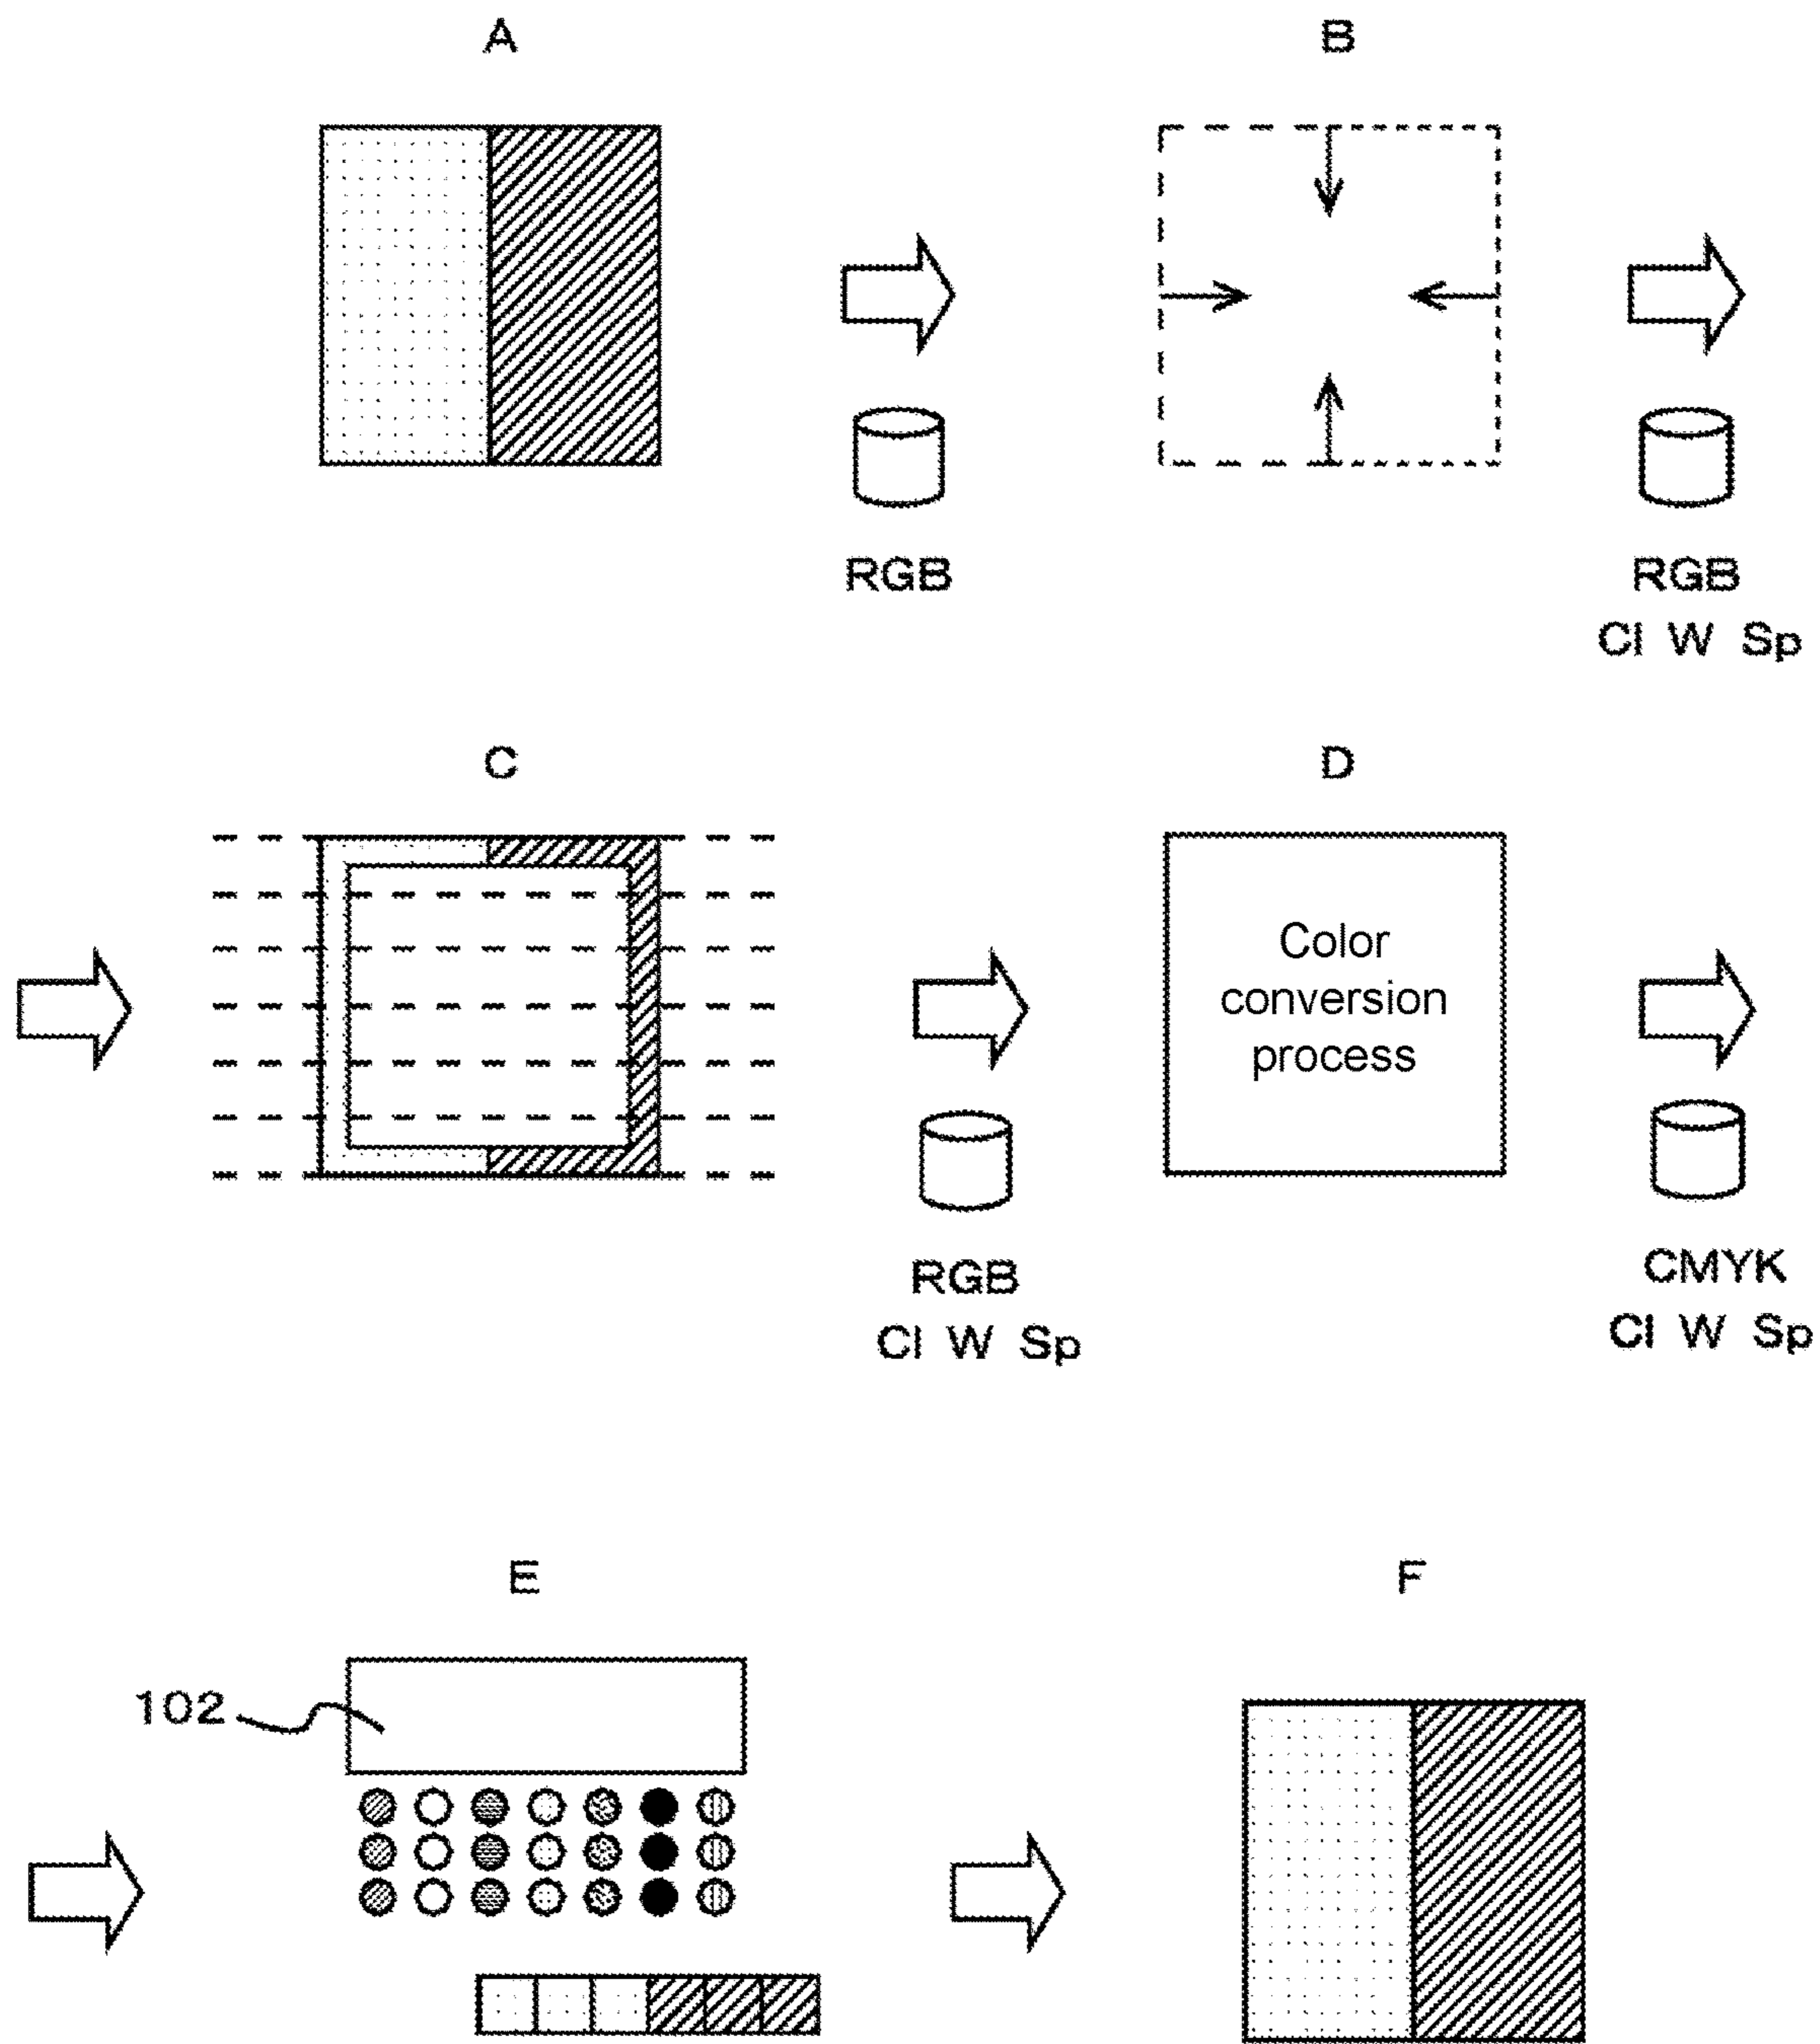 A
B
RGB
RGB
Cl W Sp
C
D
Color
conversion
process
RGB
Cl W Sp
CMYK
Cl W Sp
E
F
102